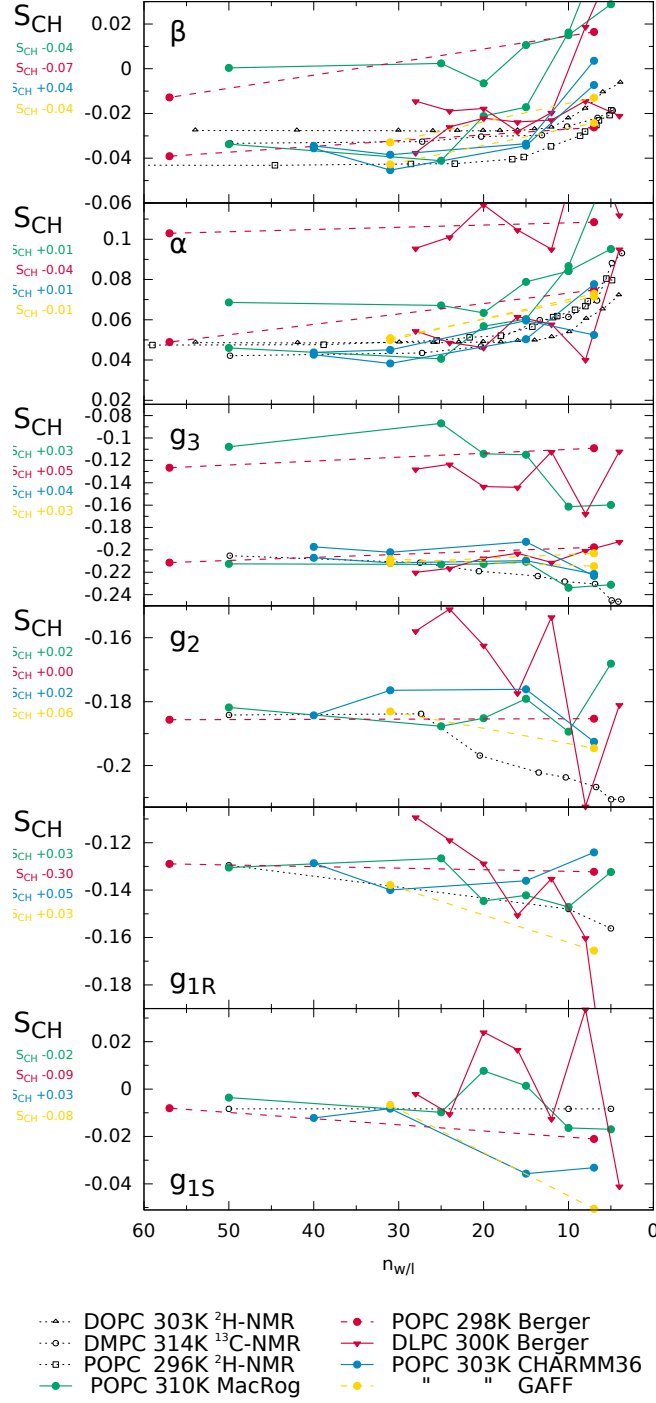 S_CH
β
S_CH -0.04
S_CH -0.07
S_CH +0.04
S_CH -0.04
0
-0.02
-0.04
-0.06
S_CH
α
S_CH +0.01
S_CH -0.04
S_CH +0.01
S_CH -0.01
0.1
0.08
0.06
0.04
0.02
S_CH
g_3
S_CH +0.03
S_CH +0.05
S_CH +0.04
S_CH +0.03
-0.08
-0.1
-0.12
-0.14
-0.16
-0.18
-0.2
-0.22
-0.24
S_CH
g_2
S_CH +0.02
S_CH +0.00
S_CH +0.02
S_CH +0.06
-0.16
-0.18
-0.2
S_CH
S_CH +0.03
S_CH -0.30
S_CH +0.05
S_CH +0.03
-0.12
-0.14
-0.16
-0.18
g_1R
S_CH
S_CH -0.02
S_CH -0.09
S_CH +0.03
S_CH -0.08
0.02
0
-0.02
-0.04
g_1S
60 50 40 30 20 10 0
n_w/l
DOPC 303K ²H-NMR
DMPC 314K ¹³C-NMR
POPC 296K ²H-NMR
POPC 310K MacRog
POPC 298K Berger
DLPC 300K Berger
POPC 303K CHARMM36
" " GAFF